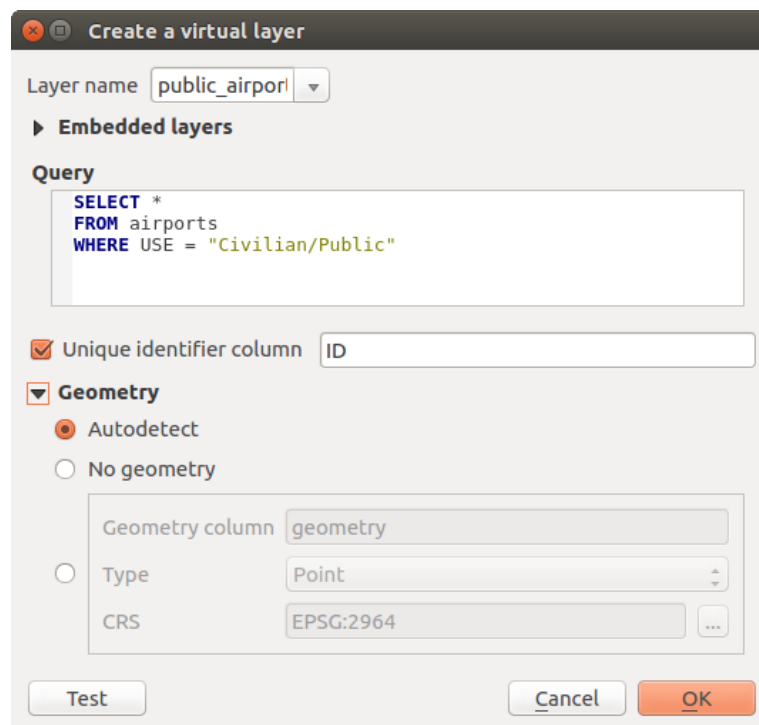 Create a virtual layer
Layer name public_airport
Embedded layers
Query
SELECT *
FROM airports
WHERE USE = "Civilian/Public"
Unique identifier column ID
Geometry
Autodetect
No geometry
Geometry column geometry
Type Point
CRS EPSG:2964 ...
Test Cancel OK